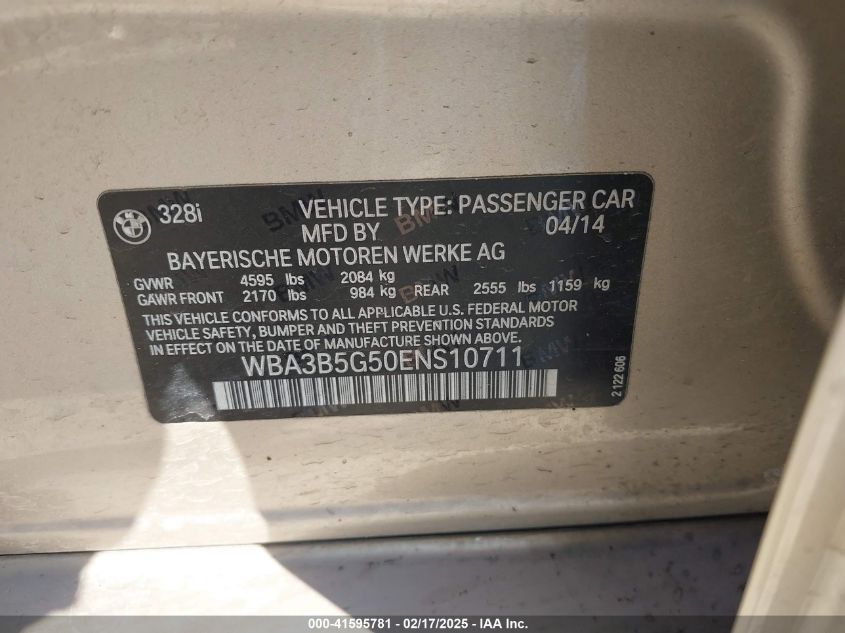 BMW 328i VEHICLE TYPE: PASSENGER CAR
MFD BY 04/14
BAYERISCHE MOTOREN WERKE AG
GVWR 4595 lbs 2084 kg
GAWR FRONT 2170 lbs 984 kg REAR 2555 lbs 1159 kg
THIS VEHICLE CONFORMS TO ALL APPLICABLE U.S. FEDERAL MOTOR
VEHICLE SAFETY, BUMPER AND THEFT PREVENTION STANDARDS
IN EFFECT ON THE DATE OF MANUFACTURE SHOWN ABOVE.
WBA3B5G50ENS10711
2 122 606
000-41595781 - 02/17/2025 - IAA, Inc.